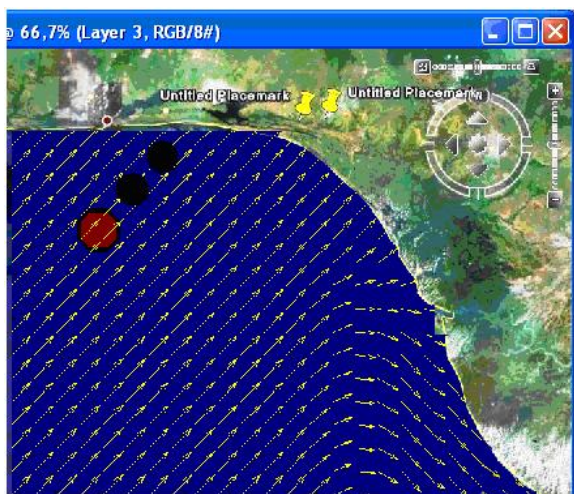 @ 66,7% (Layer 3, RGB/8#)
Untitled Placemark
Untitled Placemark
N